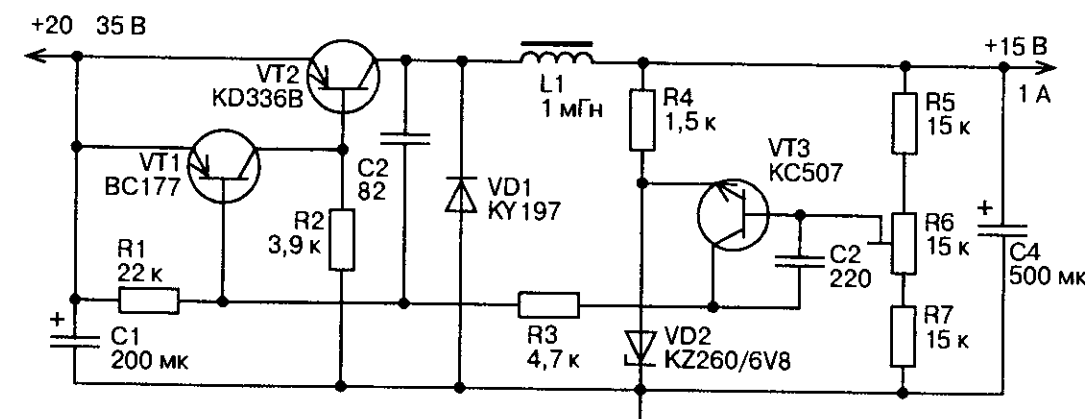 +20 35 В
VT2
KD336B
VT1
BC177
R1
22 к
+
C1
200 мк
R2
3,9 к
C2
82
VD1
KY197
L1
1 мГн
R4
1,5 к
VT3
KC507
R3
4,7 к
VD2
KZ260/6V8
C2
220
R5
15 к
R6
15 к
R7
15 к
+15 В
1 А
+
C4
500 мк